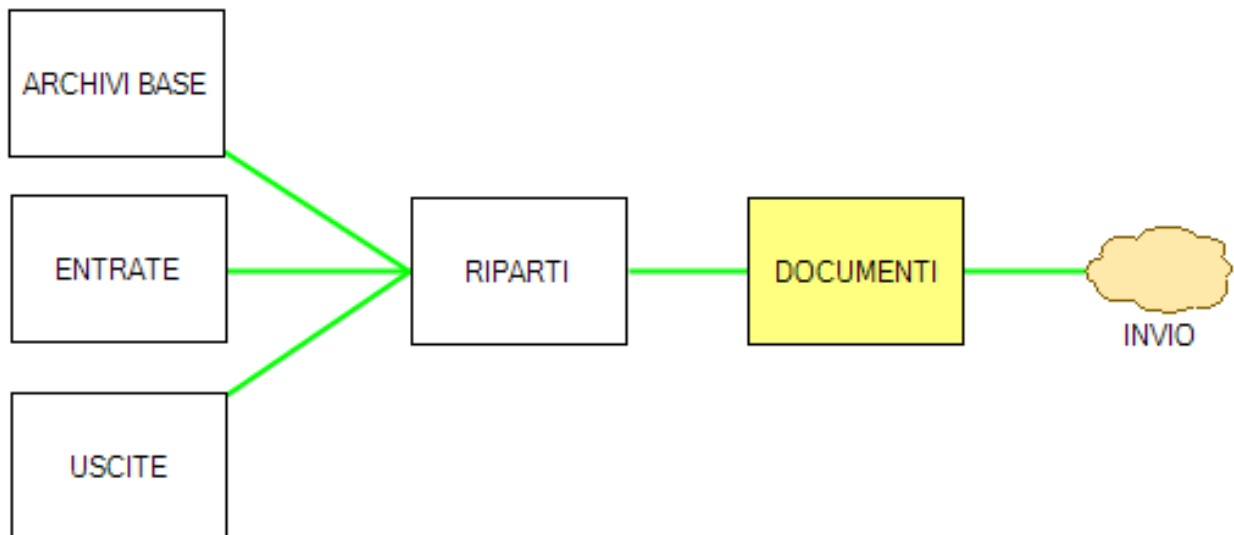 ARCHIVI BASE
ENTRATE
RIPARTI
DOCUMENTI
INVIO
USCITE